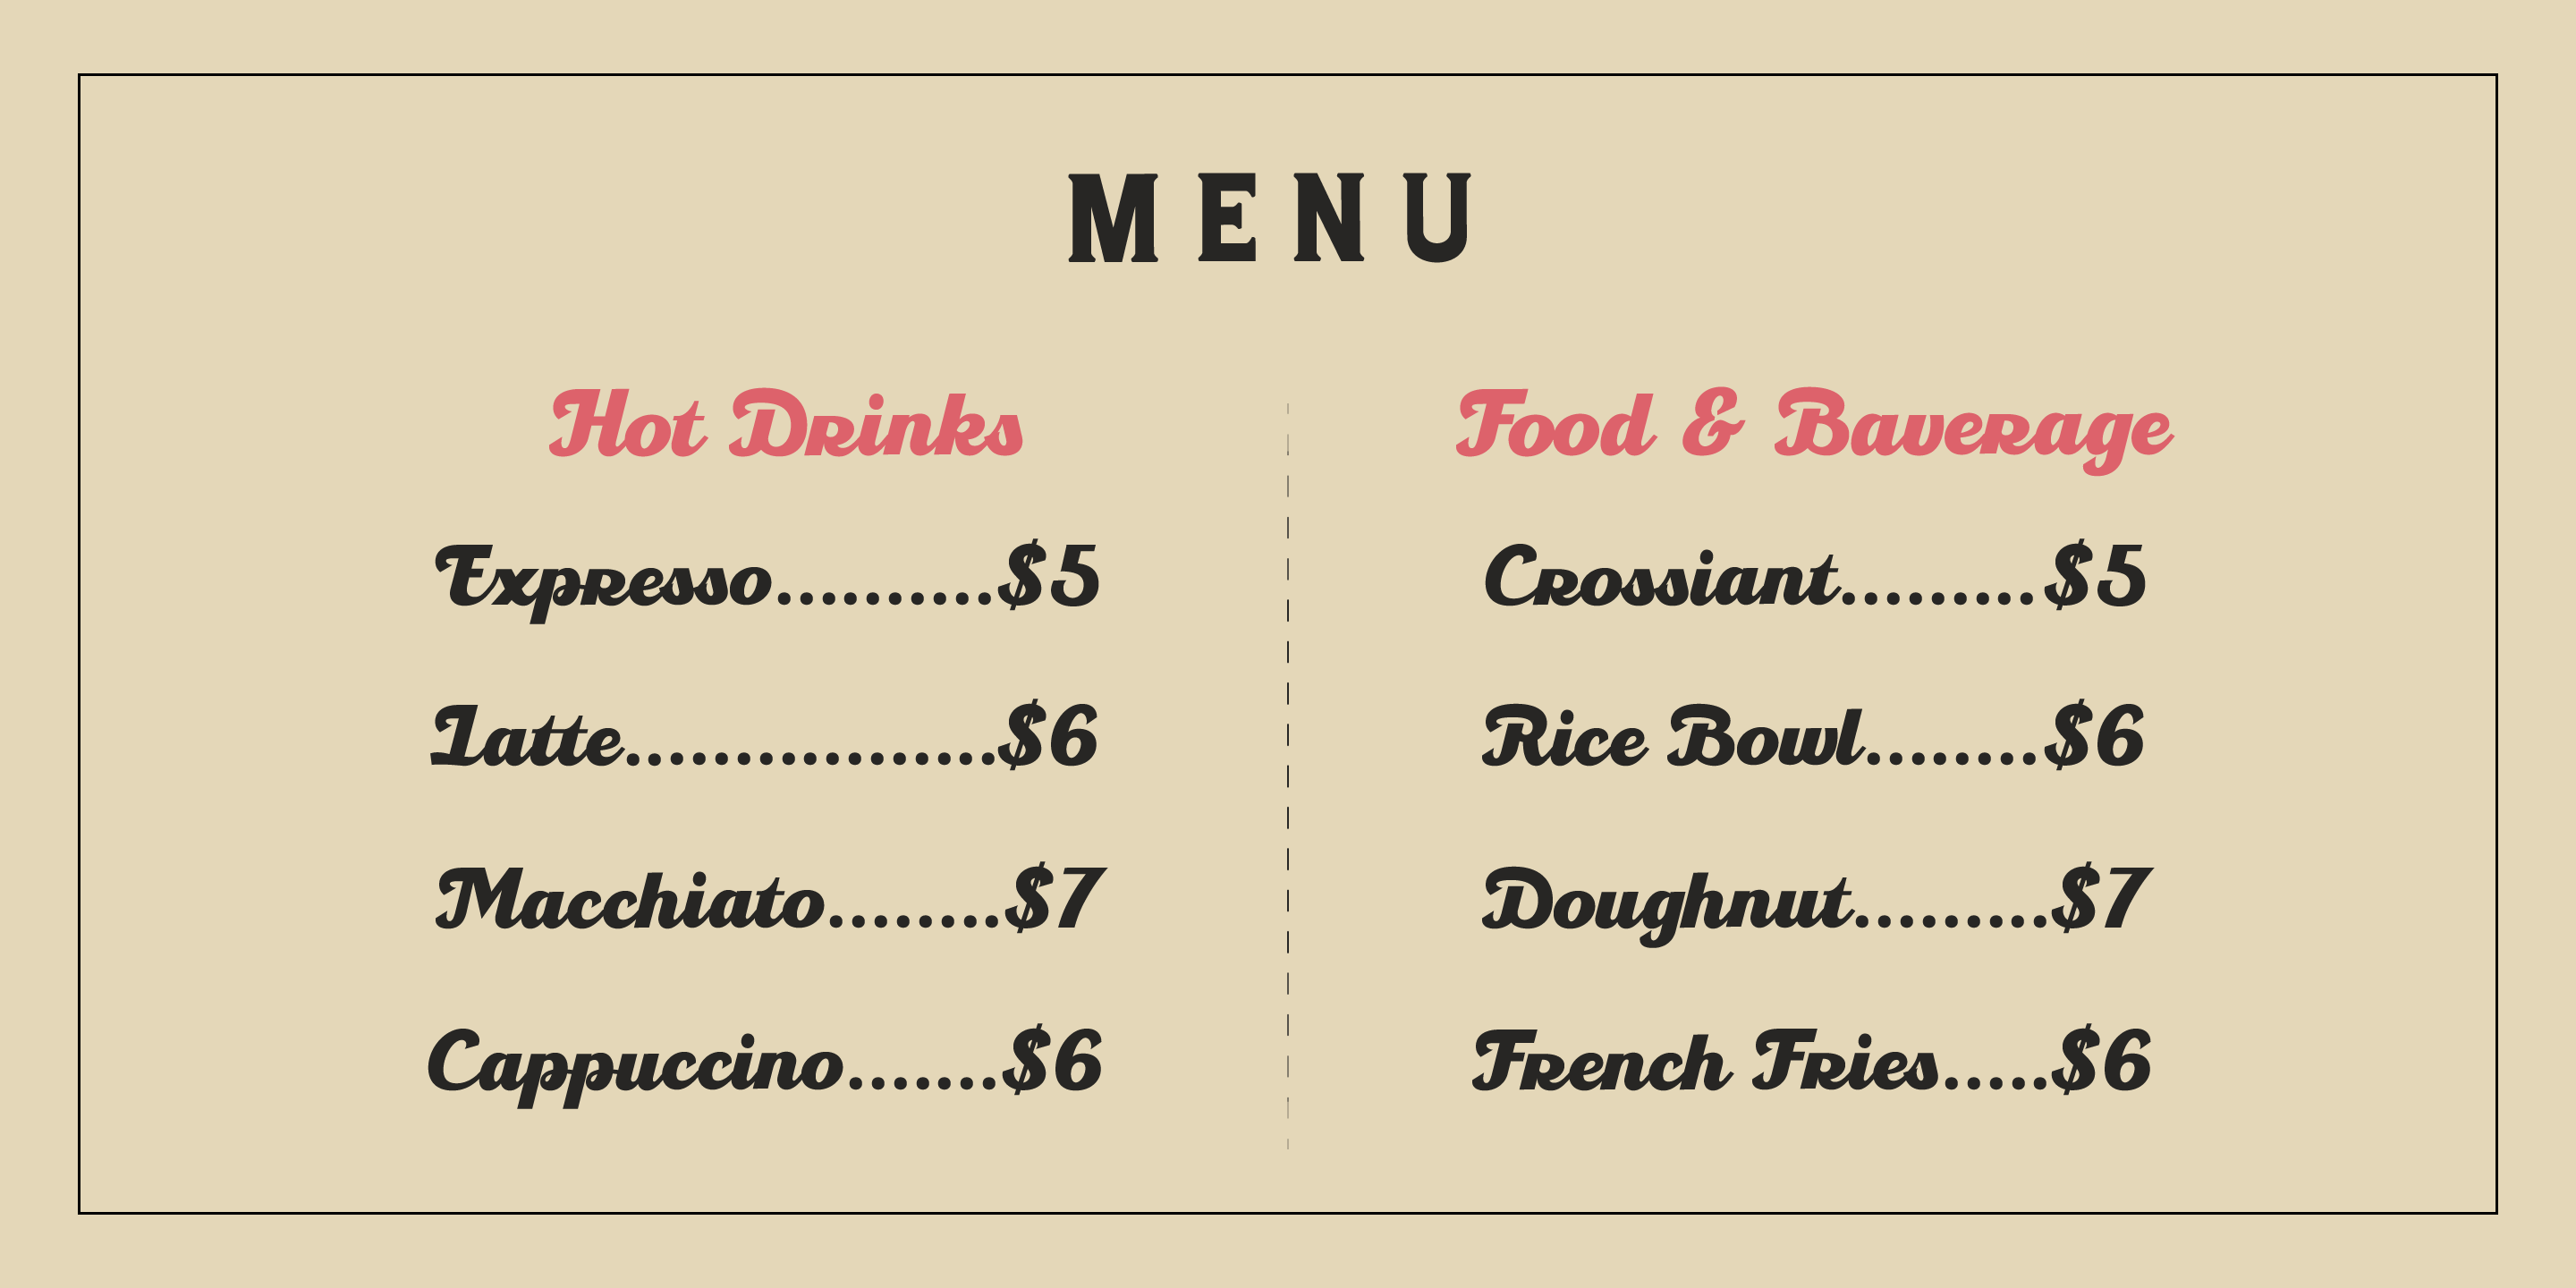 MENU
Hot Drinks
Expresso..........$5
Latte.................$6
Macchiato........$7
Cappuccino.......$6
Food & Baverage
Crossiant.........$5
Rice Bowl........$6
Doughnut.........$7
French Fries.....$6